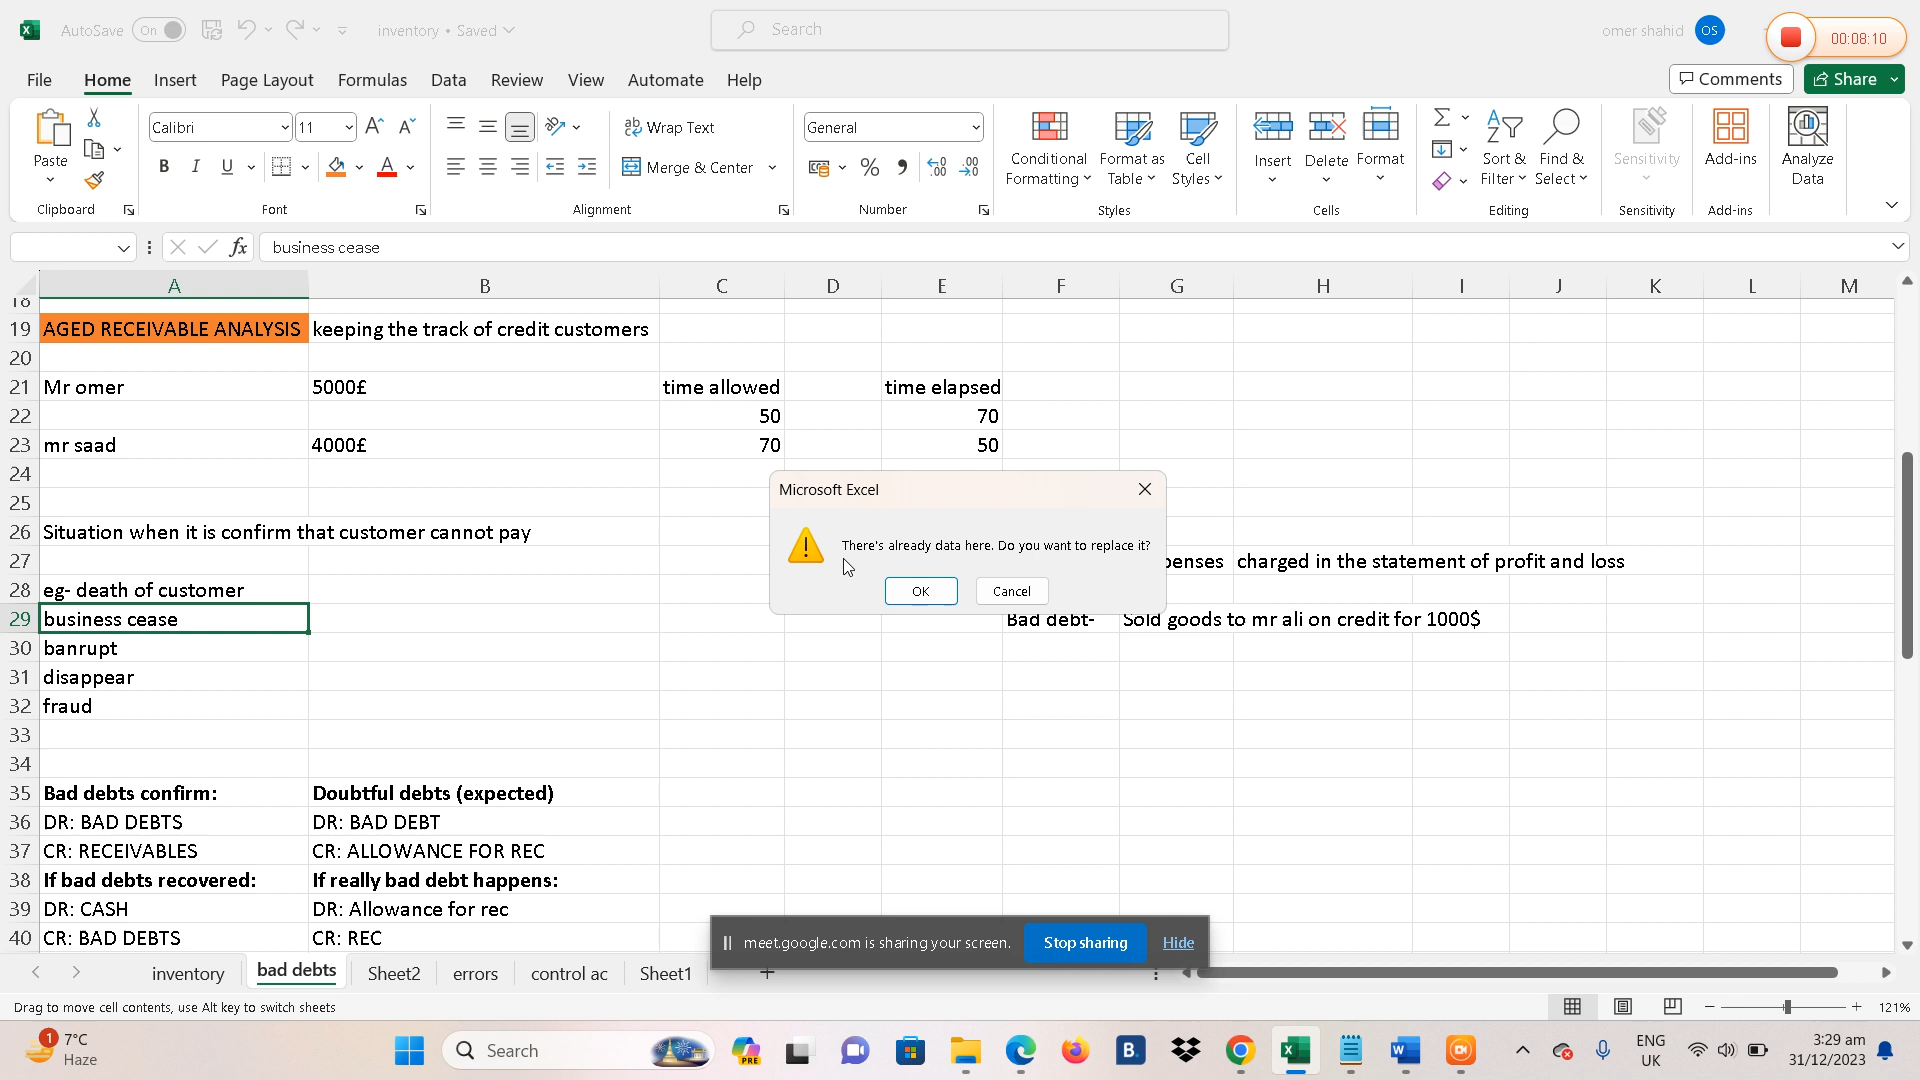 AutoSave On inventory • Saved Search omer shahid OS 00:08:10
File Home Insert Page Layout Formulas Data Review View Automate Help Comments Share
Paste Calibri 11 Wrap Text General Conditional Formatting Format as Table Cell Styles Insert Delete Format Sort & Filter Find & Select Sensitivity Add-ins Analyze Data
B I U Merge & Center % .00
Clipboard Font Alignment Number Styles Cells Editing Sensitivity Add-ins
fx business cease
A B C D E F G H I J K L M
18
19 AGED RECEIVABLE ANALYSIS keeping the track of credit customers
20
21 Mr omer 5000£ time allowed time elapsed
22 50 70
23 mr saad 4000£ 70 50
24
25
Microsoft Excel
There's already data here. Do you want to replace it?
OK Cancel
26 Situation when it is confirm that customer cannot pay
27 penses charged in the statement of profit and loss
28 eg- death of customer
29 business cease Bad debt- Sold goods to mr ali on credit for 1000$
30 banrupt
31 disappear
32 fraud
33
34
35 Bad debts confirm: Doubtful debts (expected)
36 DR: BAD DEBTS DR: BAD DEBT
37 CR: RECEIVABLES CR: ALLOWANCE FOR REC
38 If bad debts recovered: If really bad debt happens:
39 DR: CASH DR: Allowance for rec
40 CR: BAD DEBTS CR: REC
meet.google.com is sharing your screen. Stop sharing Hide
inventory bad debts Sheet2 errors control ac Sheet1
Drag to move cell contents, use Alt key to switch sheets 121%
1 7°C Haze Search PRE B. ENG UK 3:29 am 31/12/2023